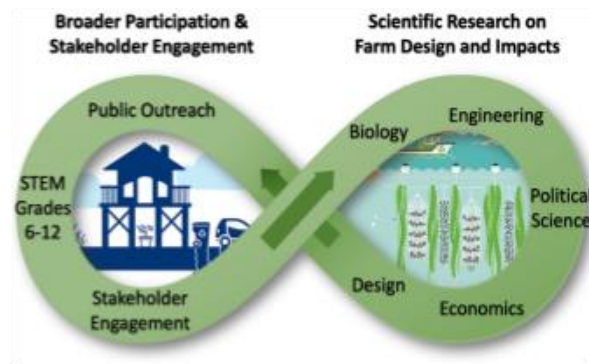 Broader Participation &
Stakeholder Engagement
Scientific Research on
Farm Design and Impacts
Public Outreach
STEM
Grades
6-12
Stakeholder
Engagement
Biology
Engineering
Political
Science
Economics
Design